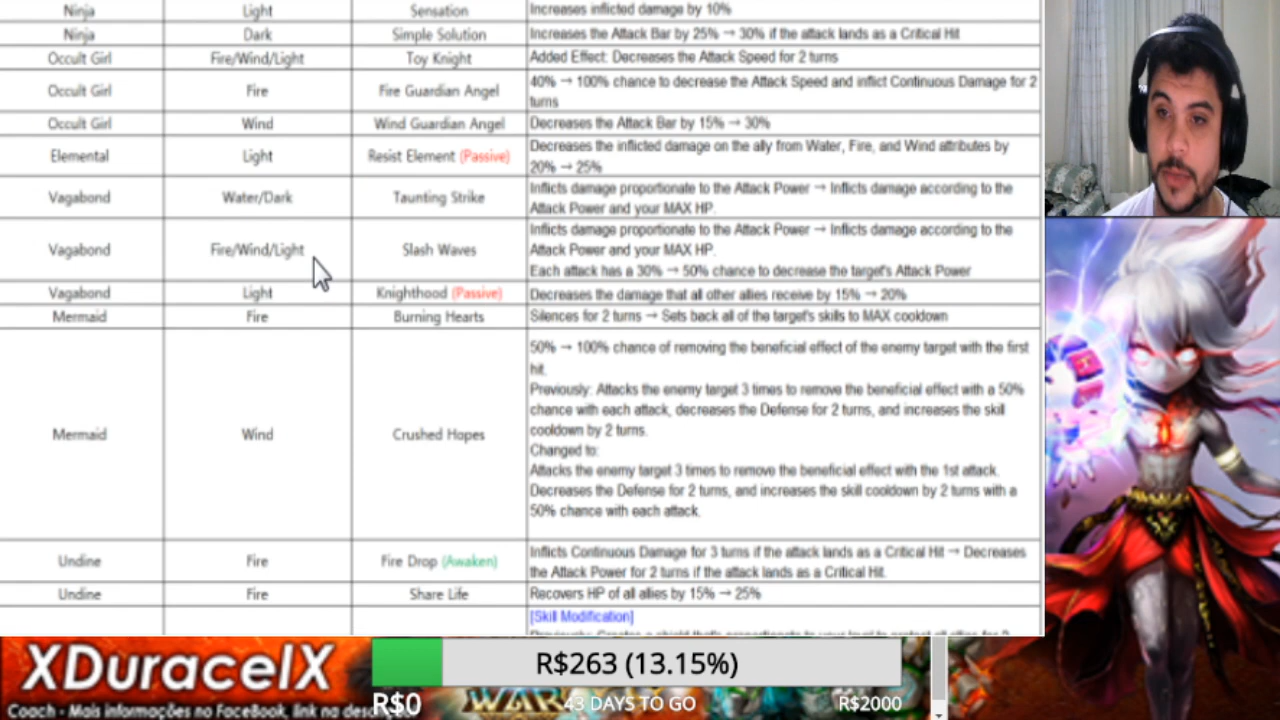 Ninja Light Sensation Increases inflicted damage by 10%
Ninja Dark Simple Solution Increases the Attack Bar by 25% → 30% if the attack lands as a Critical Hit
Occult Girl Fire/Wind/Light Toy Knight Added Effect: Decreases the Attack Speed for 2 turns
Occult Girl Fire Fire Guardian Angel 40% → 100% chance to decrease the Attack Speed and inflict Continuous Damage for 2
turns
Occult Girl Wind Wind Guardian Angel Decreases the Attack Bar by 15% → 30%
Elemental Light Resist Element (Passive) Decreases the inflicted damage on the ally from Water, Fire, and Wind attributes by
20% → 25%
Vagabond Water/Dark Taunting Strike Inflicts damage proportionate to the Attack Power → Inflicts damage according to the
Attack Power and your MAX HP.
Vagabond Fire/Wind/Light Slash Waves Inflicts damage proportionate to the Attack Power → Inflicts damage according to the
Attack Power and your MAX HP.
Each attack has a 30% → 50% chance to decrease the target's Attack Power
Vagabond Light Knighthood (Passive) Decreases the damage that all other allies receive by 15% → 20%
Mermaid Fire Burning Hearts Silences for 2 turns → Sets back all of the target's skills to MAX cooldown
Mermaid Wind Crushed Hopes 50% → 100% chance of removing the beneficial effect of the enemy target with the first
hit.
Previously: Attacks the enemy target 3 times to remove the beneficial effect with a 50%
chance with each attack, decreases the Defense for 2 turns, and increases the skill
cooldown by 2 turns.
Changed to:
Attacks the enemy target 3 times to remove the beneficial effect with the 1st attack.
Decreases the Defense for 2 turns, and increases the skill cooldown by 2 turns with a
50% chance with each attack.
Undine Fire Fire Drop (Awaken) Inflicts Continuous Damage for 3 turns if the attack lands as a Critical Hit → Decreases
the Attack Power for 2 turns if the attack lands as a Critical Hit.
Undine Fire Share Life Recovers HP of all allies by 15% → 25%
[Skill Modification]
XDuracelX
Coach - Mais informações no FaceBook, link na
R$263 (13.15%)
R$0 WAR 43 DAYS TO GO R$2000